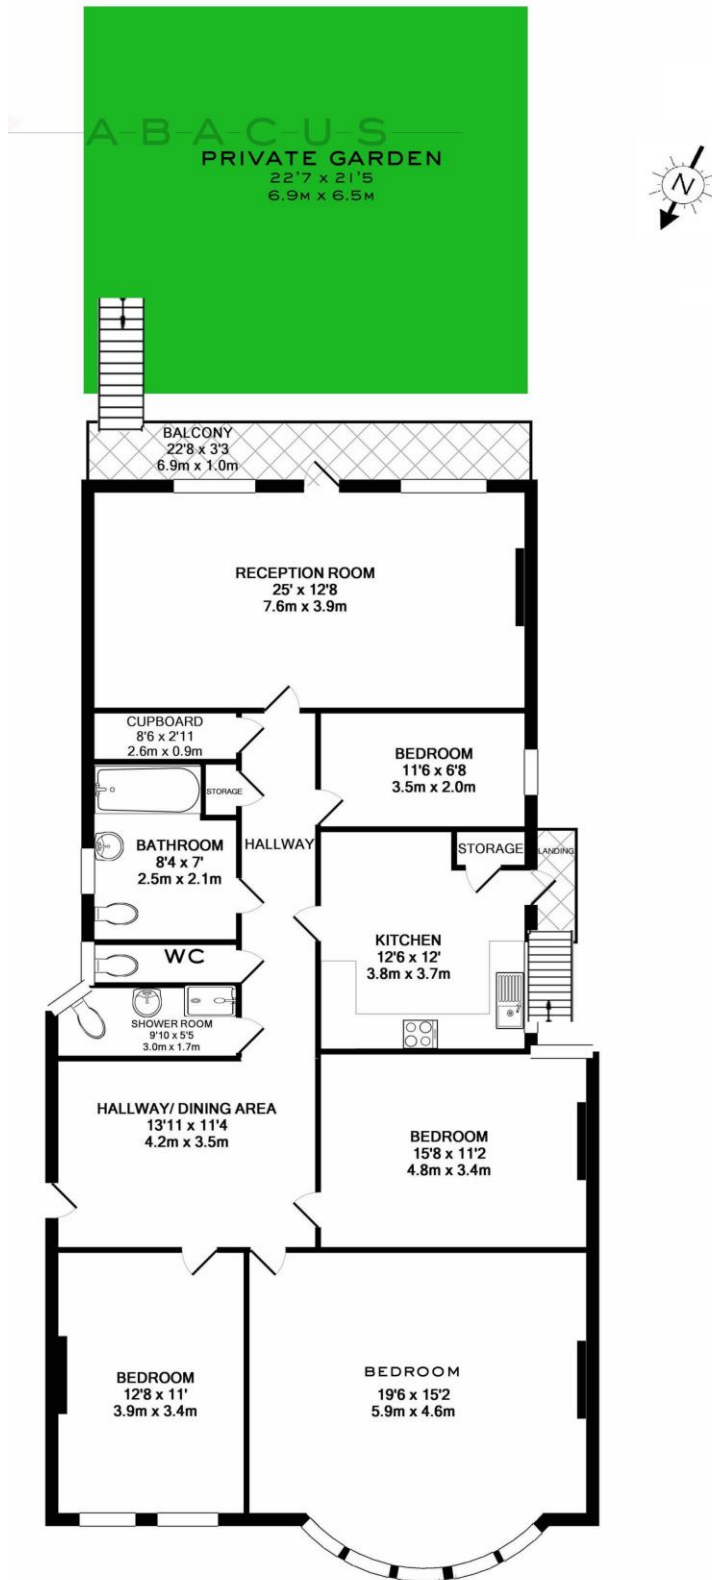 ABACUS
PRIVATE GARDEN
22'7 x 21'5
6.9M x 6.5M
N
BALCONY
22'8 x 3'3
6.9m x 1.0m
RECEPTION ROOM
25' x 12'8
7.6m x 3.9m
CUPBOARD
8'6 x 2'11
2.6m x 0.9m
BEDROOM
11'6 x 6'8
3.5m x 2.0m
STORAGE
HALLWAY
BATHROOM
8'4 x 7'
2.5m x 2.1m
STORAGE
LANDING
KITCHEN
12'6 x 12'
3.8m x 3.7m
WC
SHOWER ROOM
9'10 x 5'5
3.0m x 1.7m
HALLWAY/ DINING AREA
13'11 x 11'4
4.2m x 3.5m
BEDROOM
15'8 x 11'2
4.8m x 3.4m
BEDROOM
12'8 x 11'
3.9m x 3.4m
BEDROOM
19'6 x 15'2
5.9m x 4.6m